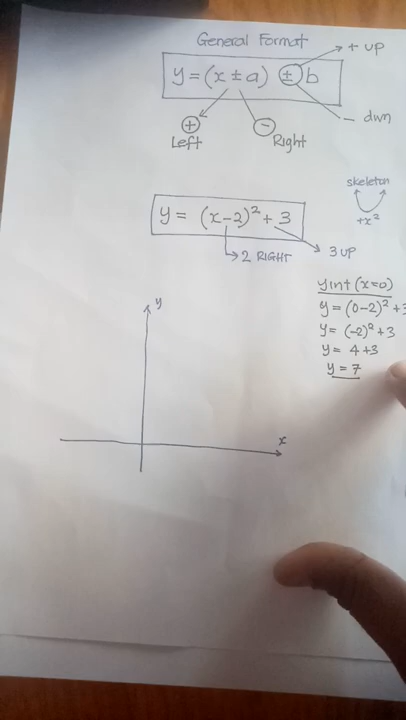 General Format
+ UP
y = (x ± a) ± b
- dwn
+ -
Left Right
skeleton
+x²
y = (x-2)² + 3
3 UP
2 RIGHT
yint (x=0)
y = (0-2)² + 3
y = (-2)² + 3
y = 4 + 3
y = 7
y
x